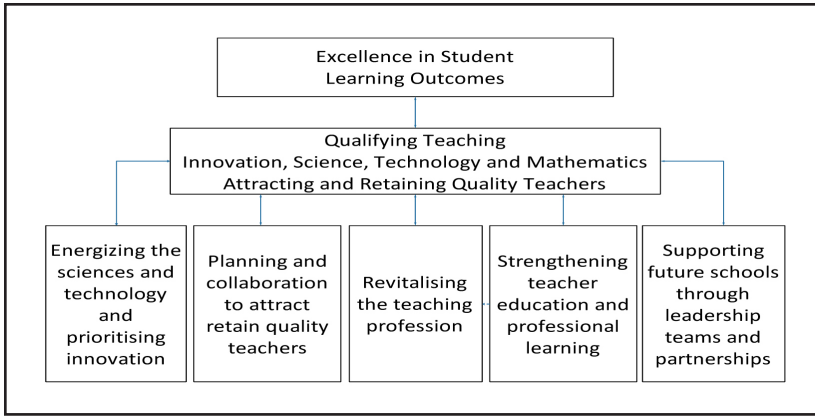 Excellence in Student
Learning Outcomes
Qualifying Teaching
Innovation, Science, Technology and Mathematics
Attracting and Retaining Quality Teachers
Energizing the
sciences and
technology
and
prioritising
innovation
Planning and
collaboration
to attract
retain quality
teachers
Revitalising
the teaching
profession
Strengthening
teacher
education and
professional
learning
Supporting
future schools
through
leadership
teams and
partnerships